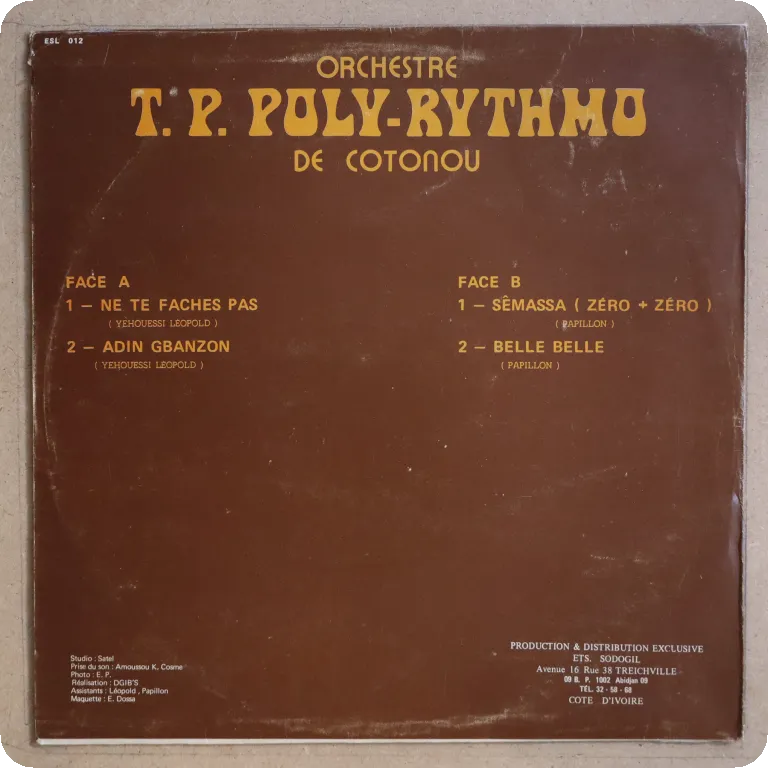 ESL 012
ORCHESTRE
T. P. POLY-RYTHMO
DE COTONOU
FACE A
1 — NE TE FACHES PAS
( YEHOUESSI LEOPOLD )
2 — ADIN GBANZON
( YEHOUESSI LEOPOLD )
FACE B
1 — SÊMASSA ( ZÉRO + ZÉRO )
( PAPILLON )
2 — BELLE BELLE
( PAPILLON )
Studio : Satel
Prise du son : Amoussou K. Cosme
Photo : E. P.
Réalisation : DGIB'S
Assistants : Léopold , Papillon
Maquette : E. Dossa
PRODUCTION & DISTRIBUTION EXCLUSIVE
ETS. SODOGIL
Avenue 16 Rue 38 TREICHVILLE
09 B. P. 1002 Abidjan 09
TÉL. 32 - 58 - 68
COTE D'IVOIRE